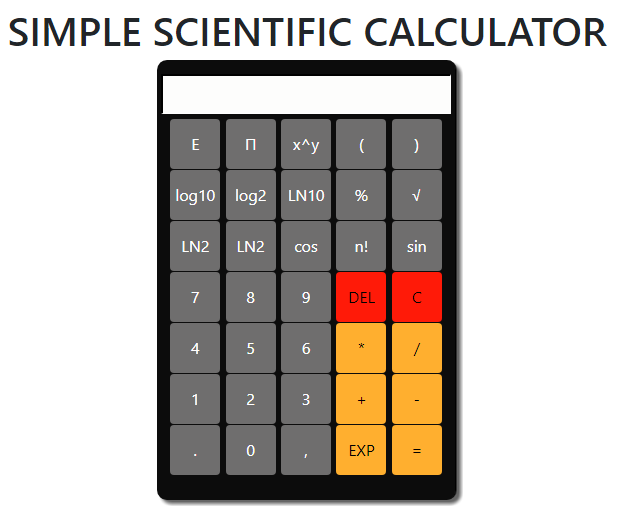 SIMPLE SCIENTIFIC CALCULATOR
E Π x^y ( )
log10 log2 LN10 % √
LN2 LN2 cos n! sin
7 8 9 DEL C
4 5 6 * /
1 2 3 + -
. 0 , EXP =